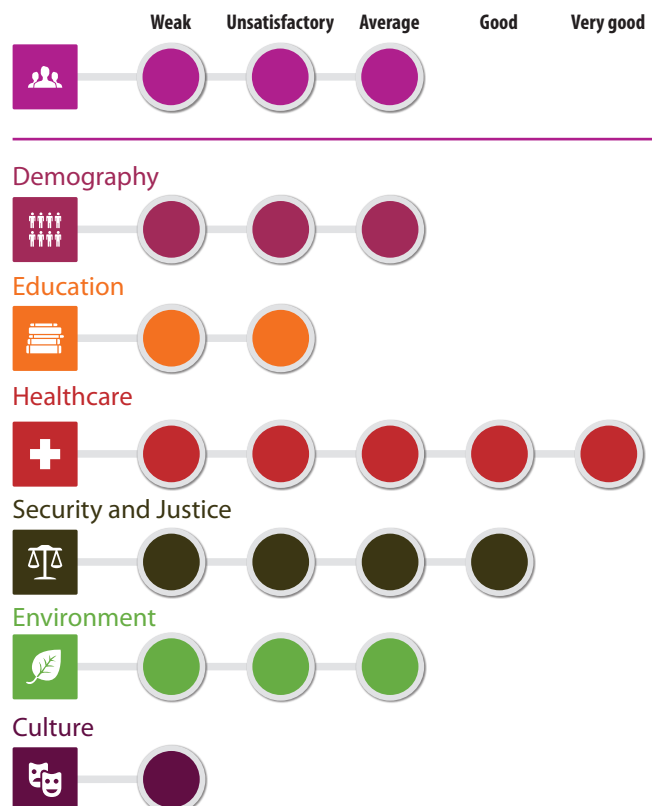 Weak Unsatisfactory Average Good Very good
Demography
Education
Healthcare
Security and Justice
Environment
Culture